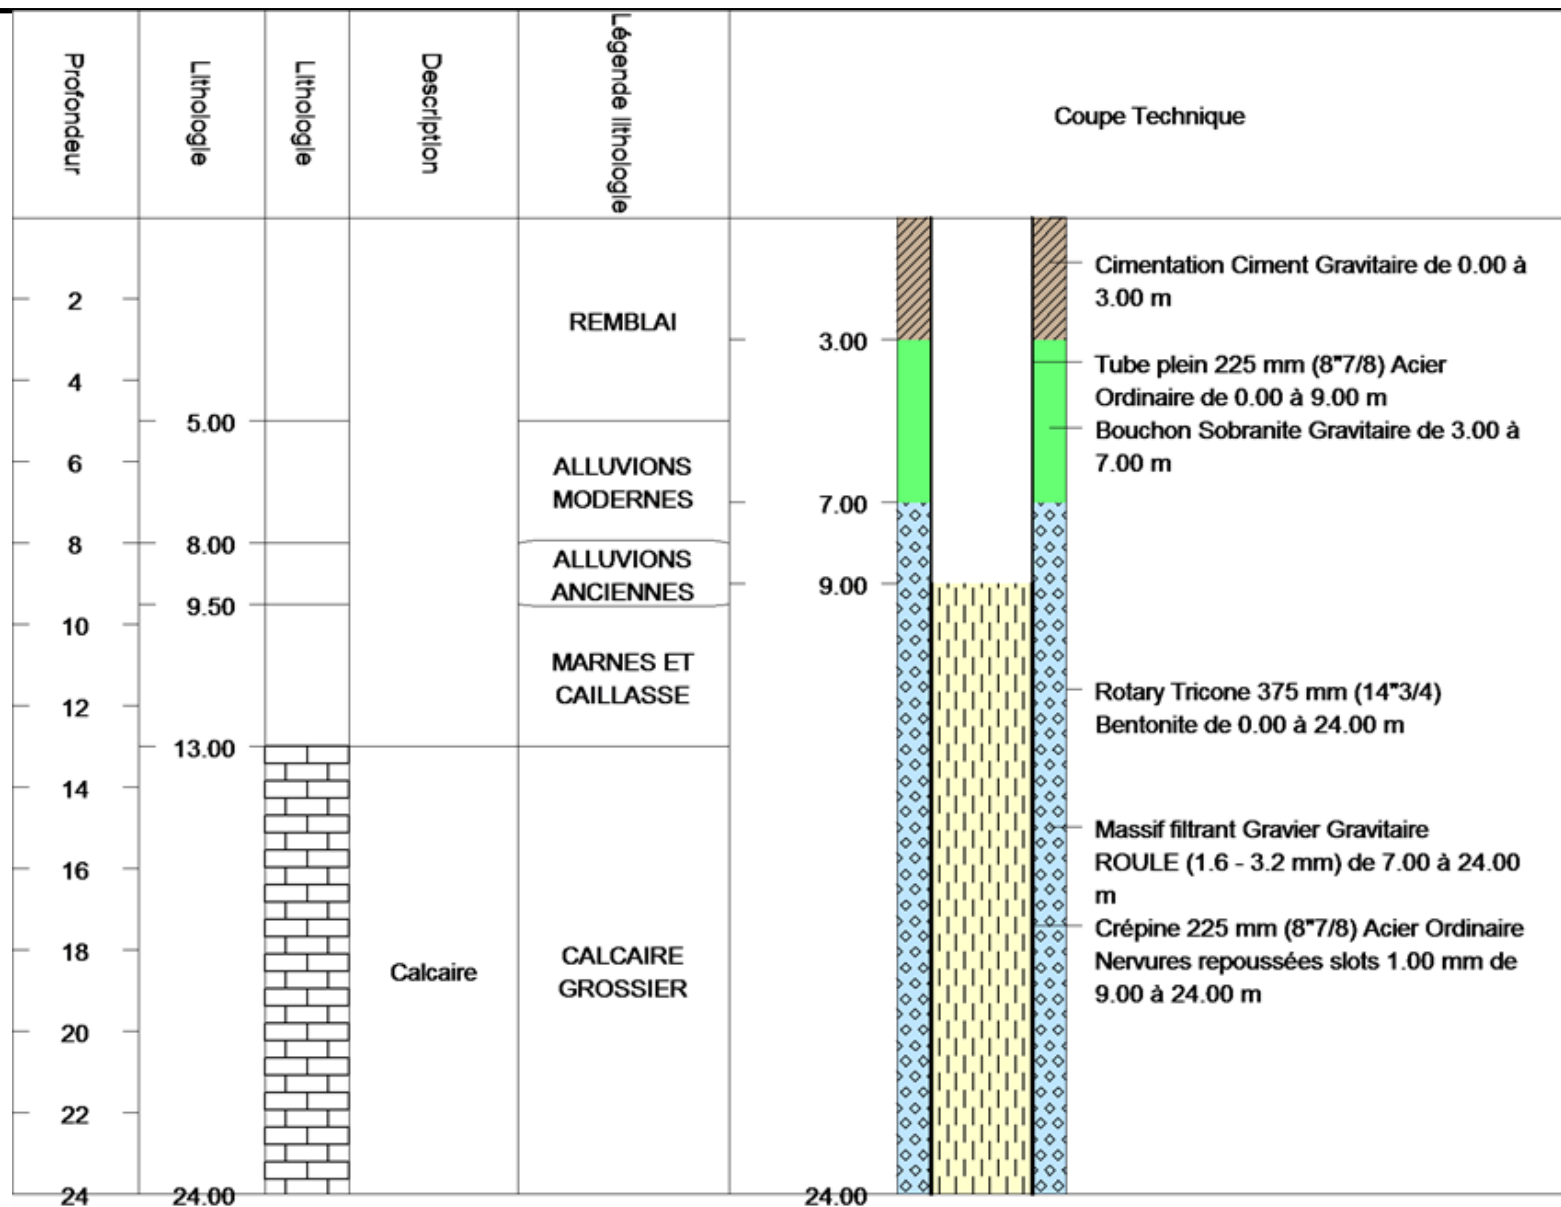 Profondeur
Lithologie
Lithologie
Description
Légende lithologie
Coupe Technique
2
4
6
8
10
12
14
16
18
20
22
24
5.00
8.00
9.50
13.00
24.00
Calcaire
REMBLAI
ALLUVIONS
MODERNES
ALLUVIONS
ANCIENNES
MARNES ET
CAILLASSE
CALCAIRE
GROSSIER
3.00
7.00
9.00
24.00
Cimentation Ciment Gravitaire de 0.00 à
3.00 m
Tube plein 225 mm (8"7/8) Acier
Ordinaire de 0.00 à 9.00 m
Bouchon Sobranite Gravitaire de 3.00 à
7.00 m
Rotary Tricone 375 mm (14"3/4)
Bentonite de 0.00 à 24.00 m
Massif filtrant Gravier Gravitaire
ROULE (1.6 - 3.2 mm) de 7.00 à 24.00
m
Crépine 225 mm (8"7/8) Acier Ordinaire
Nervures repoussées slots 1.00 mm de
9.00 à 24.00 m